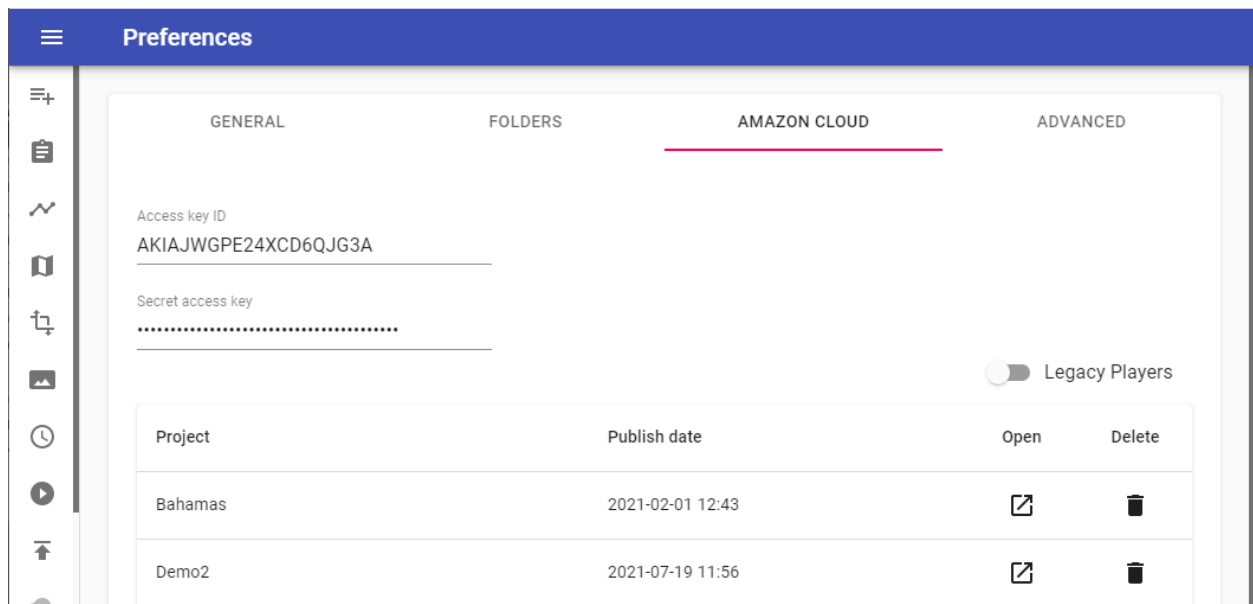 Preferences
GENERAL FOLDERS AMAZON CLOUD ADVANCED
Access key ID
AKIAJWGPE24XCD6QJG3A
Secret access key
••••••••••••••••••••••••••••••••••••••••
Legacy Players
Project Publish date Open Delete
Bahamas 2021-02-01 12:43
Demo2 2021-07-19 11:56